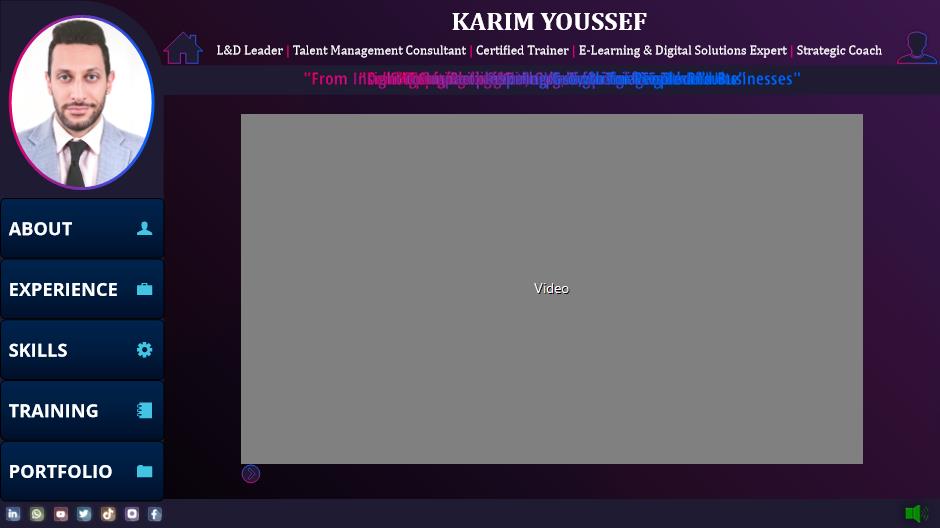 KARIM YOUSSEF
L&D Leader | Talent Management Consultant | Certified Trainer | E-Learning & Digital Solutions Expert | Strategic Coach
"From
Businesses"
Video
ABOUT
EXPERIENCE
SKILLS
TRAINING
PORTFOLIO
in